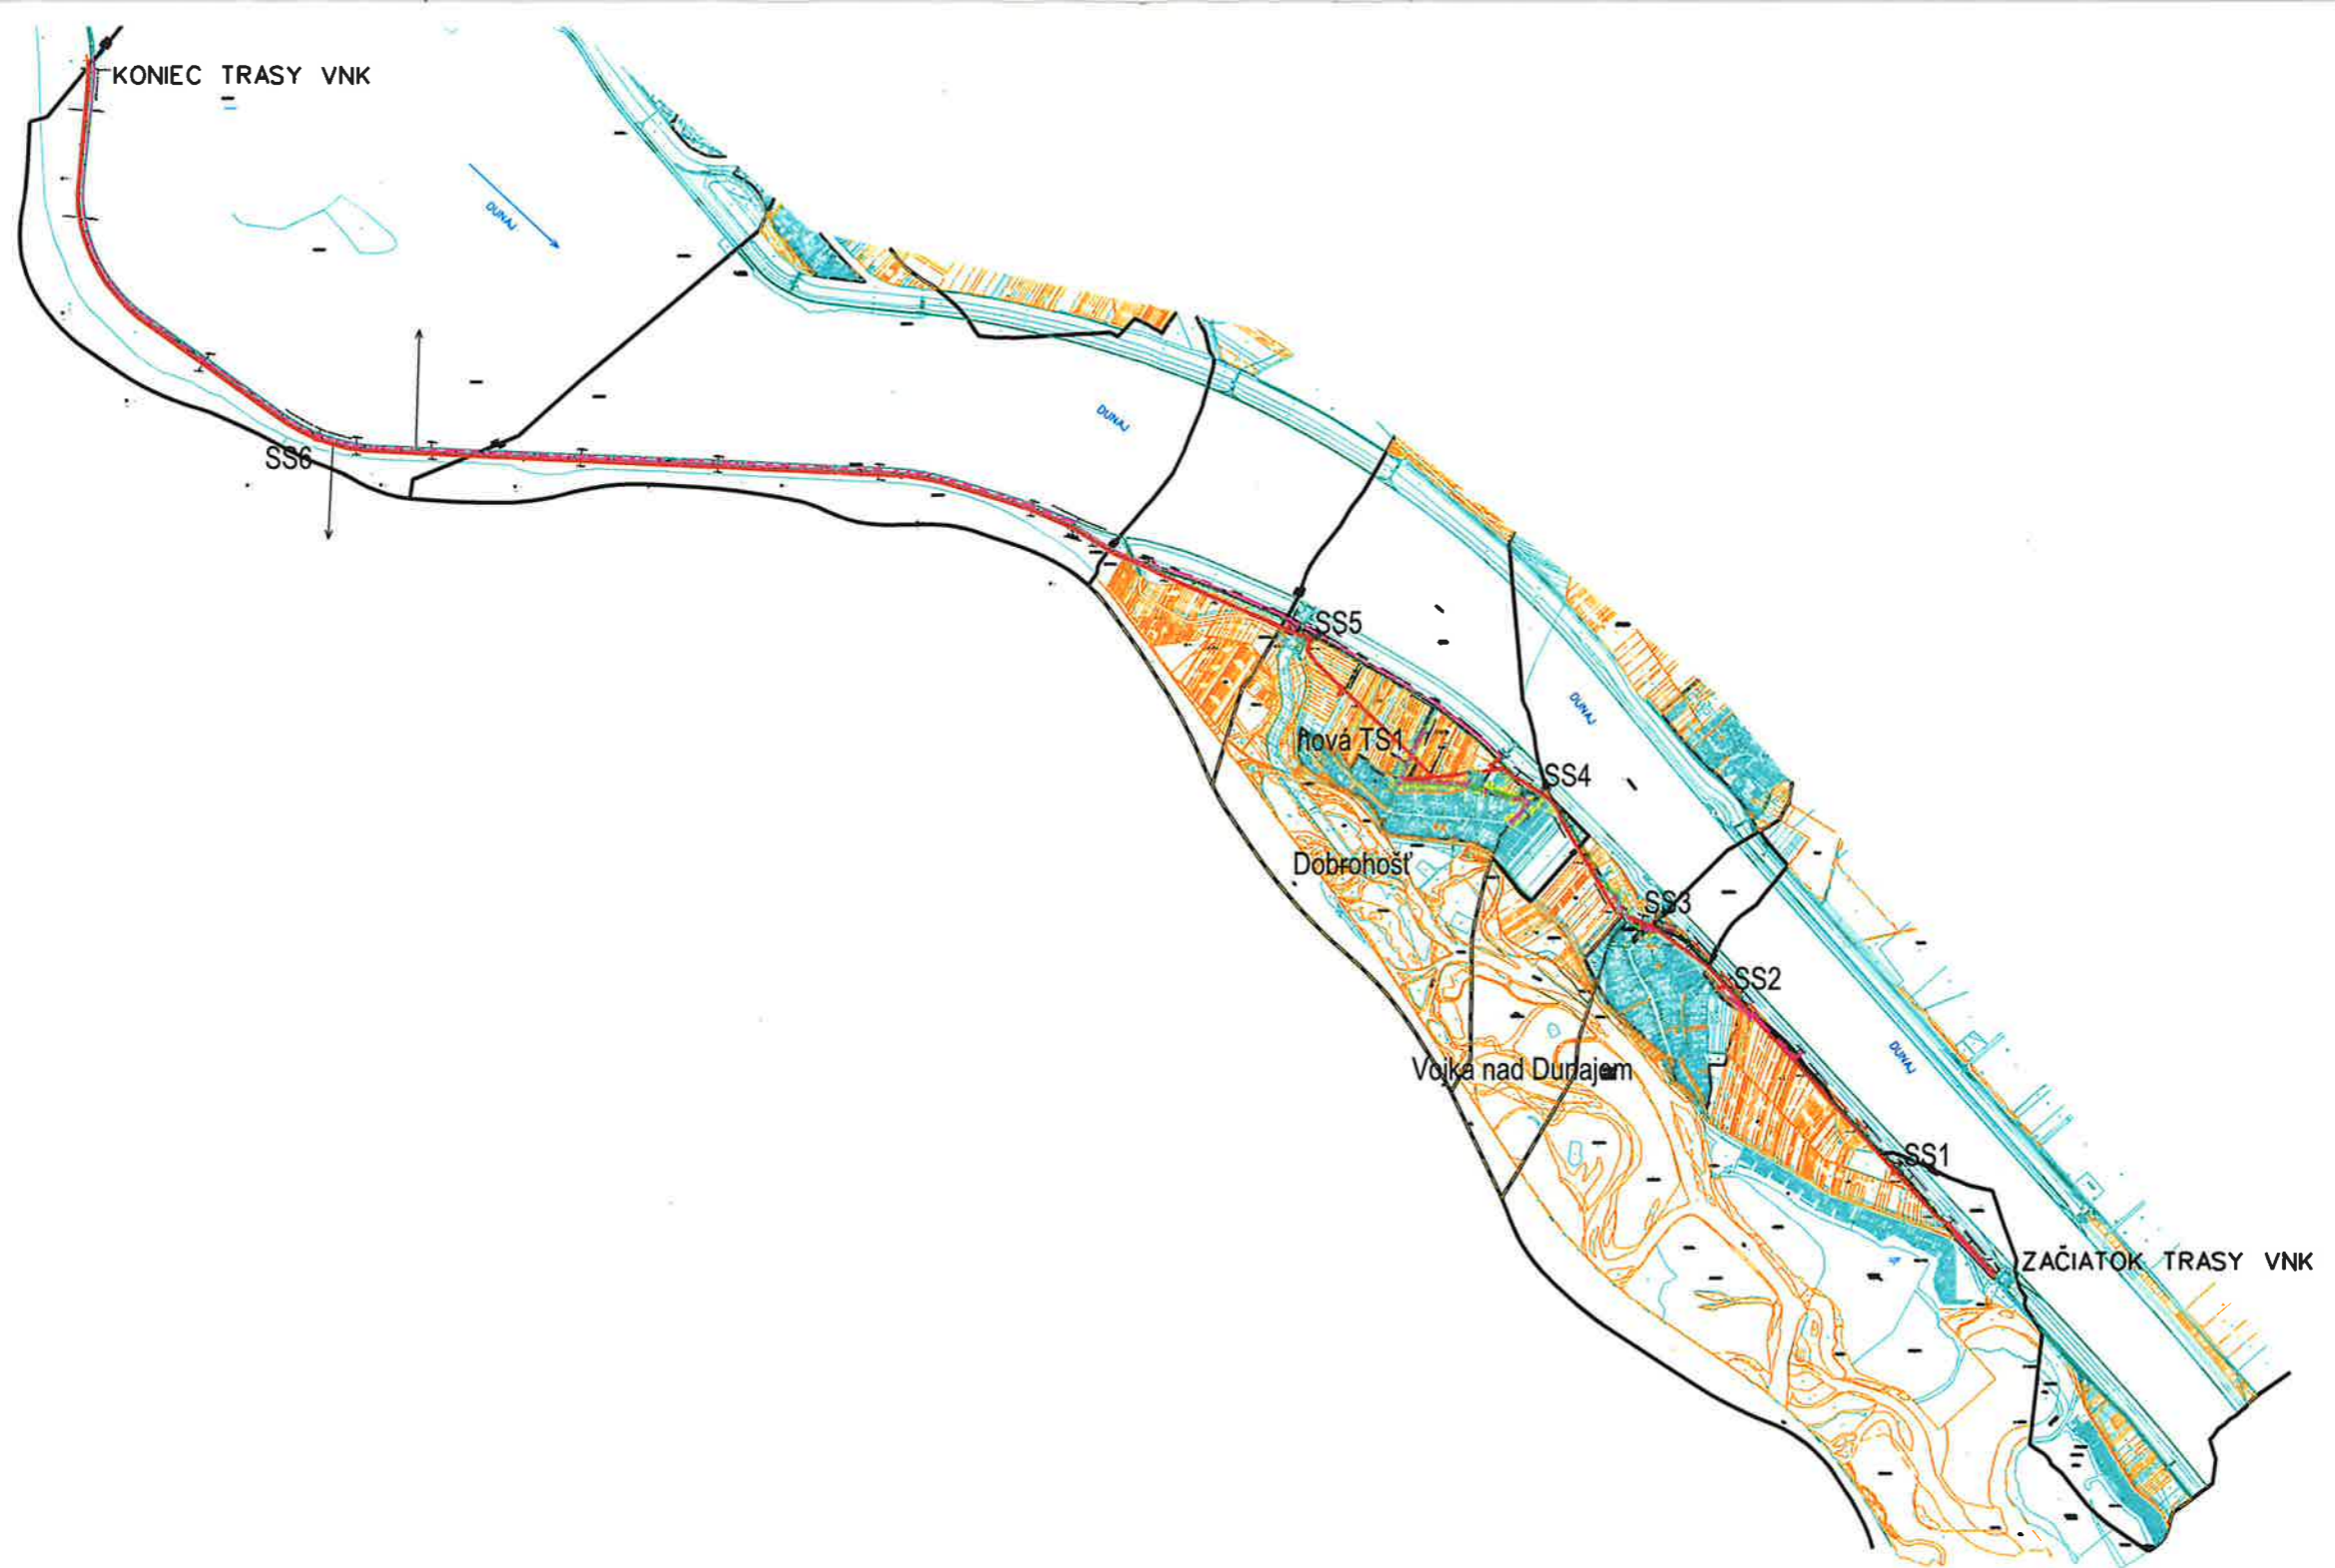 KONIEC TRASY VNK
DUNAJ
DUNAJ
SS6
SS5
DUNAJ
nová TS1
SS4
Dobrohošť
SS3
SS2
DUNAJ
Vojka nad Dunajom
SS1
ZAČIATOK TRASY VNK